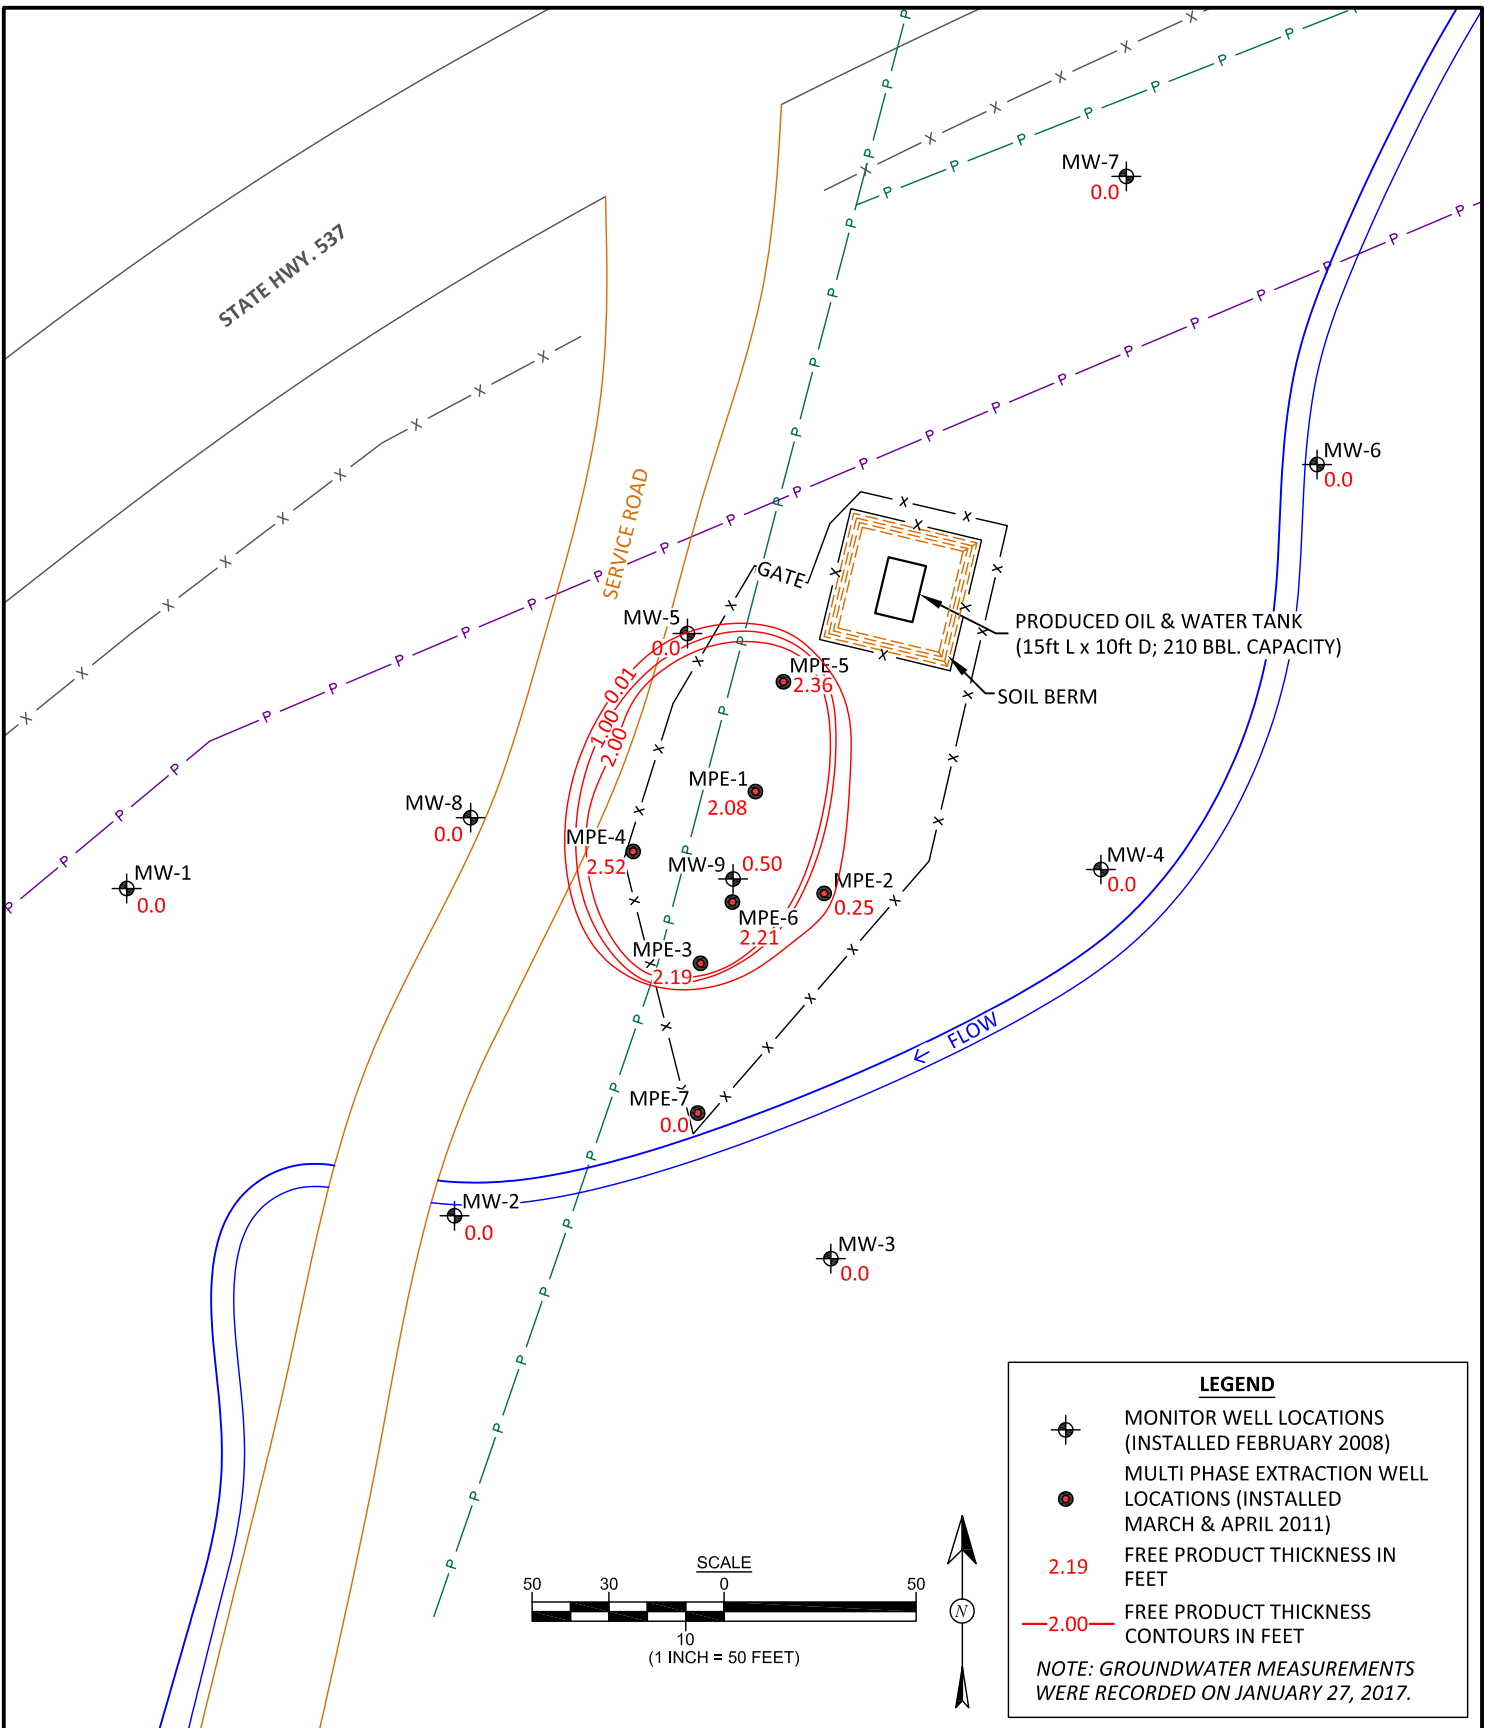 MW-7
0.0
STATE HWY. 537
MW-6
0.0
SERVICE ROAD
GATE
MW-5
0.0
PRODUCED OIL & WATER TANK
(15ft L x 10ft D; 210 BBL. CAPACITY)
SOIL BERM
MPE-5
2.36
0.01
1.00
2.00
MPE-1
2.08
MW-8
0.0
MPE-4
2.52
MW-9
0.50
MPE-2
0.25
MW-4
0.0
MW-1
0.0
MPE-6
2.21
MPE-3
2.19
← FLOW
MPE-7
0.0
MW-2
0.0
MW-3
0.0
LEGEND
MONITOR WELL LOCATIONS
(INSTALLED FEBRUARY 2008)
MULTI PHASE EXTRACTION WELL
LOCATIONS (INSTALLED
MARCH & APRIL 2011)
2.19 FREE PRODUCT THICKNESS IN
FEET
2.00 FREE PRODUCT THICKNESS
CONTOURS IN FEET
NOTE: GROUNDWATER MEASUREMENTS
WERE RECORDED ON JANUARY 27, 2017.
SCALE
50 30 0 50
10
(1 INCH = 50 FEET)
N